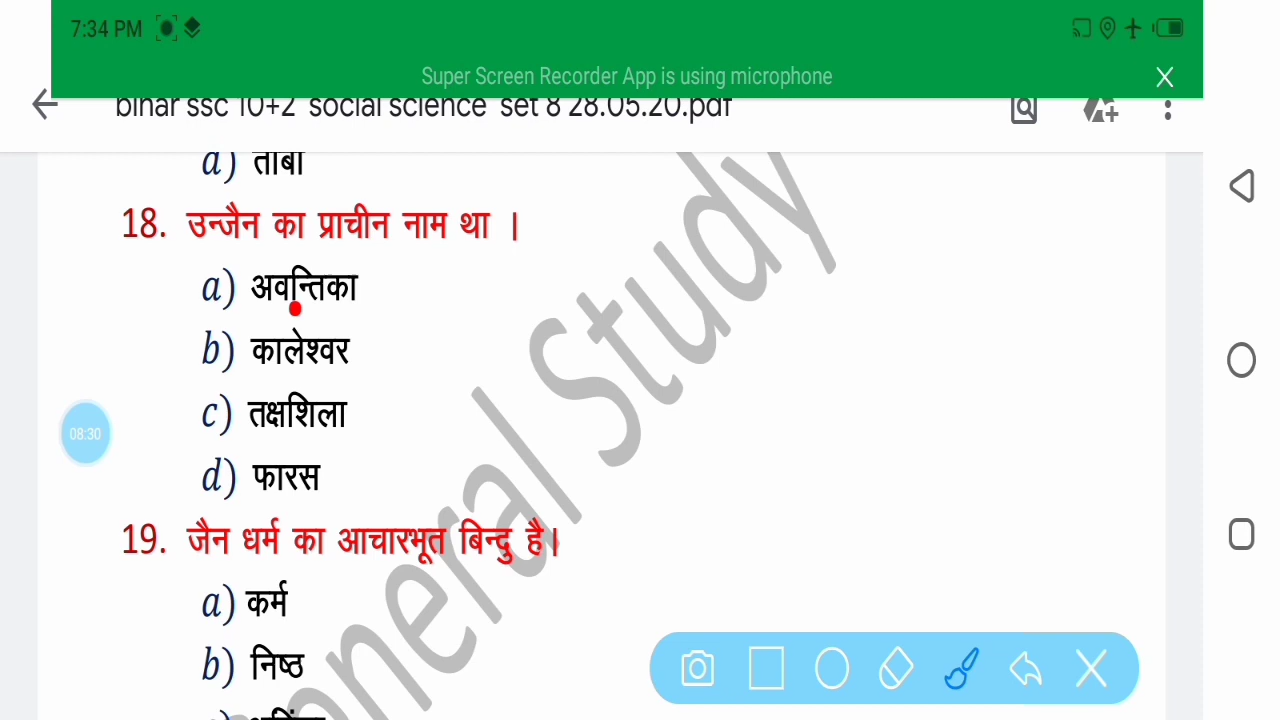 7:34 PM
Super Screen Recorder App is using microphone
bihar ssc 10+2 social science set 8 28.05.20.pdf
d) तांबा
18. उन्जैन का प्राचीन नाम था ।
a) अवन्तिका
b) कालेश्वर
c) तक्षशिला
d) फारस
08:30
19. जैन धर्म का आचारभूत बिन्दु है।
a) कर्म
b) निष्ठ
General Study